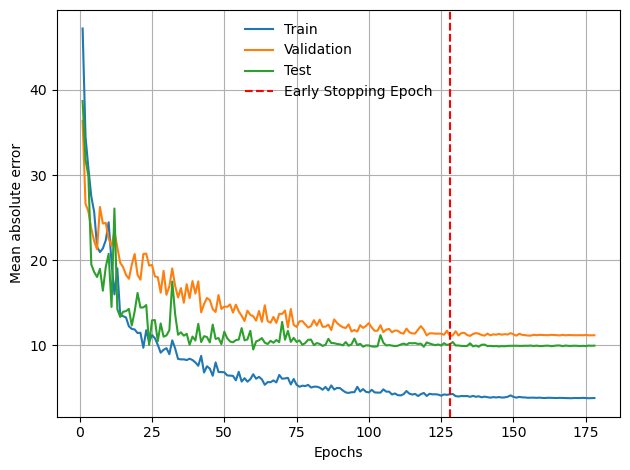 Train
Validation
Test
Early Stopping Epoch
Mean absolute error
40
30
20
10
0
25
50
75
100
125
150
175
Epochs